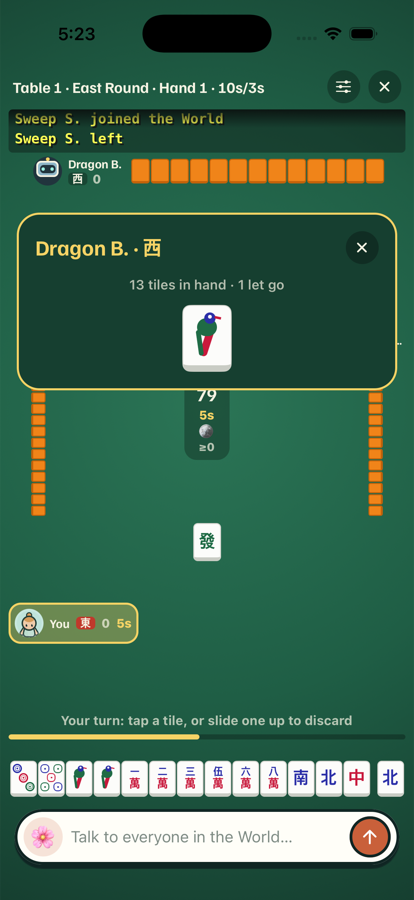 5:23
Table 1 · East Round · Hand 1 · 10s/3s
Sweep S. joined the World
Sweep S. left
Dragon B.
西 0
Dragon B. · 西
13 tiles in hand · 1 let go
79
5s
≥0
發
You 東 0 5s
Your turn: tap a tile, or slide one up to discard
一萬 二萬 三萬 伍萬 六萬 八萬 南 北 中 北
Talk to everyone in the World...